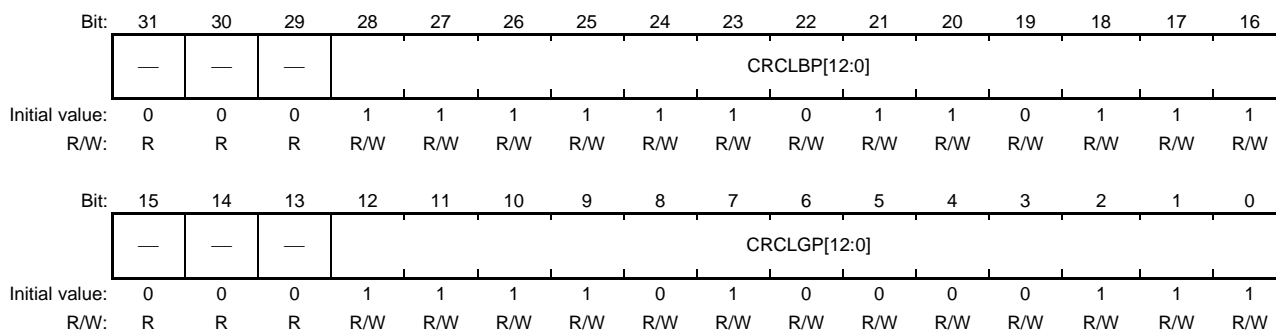 Bit: 31 30 29 28 27 26 25 24 23 22 21 20 19 18 17 16
— — — CRCLBP[12:0]
Initial value: 0 0 0 1 1 1 1 1 1 0 1 1 0 1 1 1
R/W: R R R R/W R/W R/W R/W R/W R/W R/W R/W R/W R/W R/W R/W R/W
Bit: 15 14 13 12 11 10 9 8 7 6 5 4 3 2 1 0
— — — CRCLGP[12:0]
Initial value: 0 0 0 1 1 1 1 0 1 0 0 0 0 1 1 1
R/W: R R R R/W R/W R/W R/W R/W R/W R/W R/W R/W R/W R/W R/W R/W